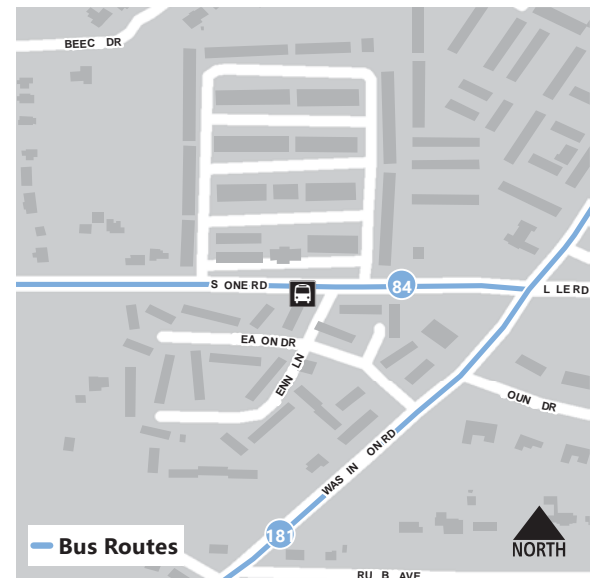 BEEC DR
S ONE RD
84
L LE RD
EA ON DR
ENN LN
OUN DR
WAS IN ON RD
181
Bus Routes
NORTH
RU B AVE